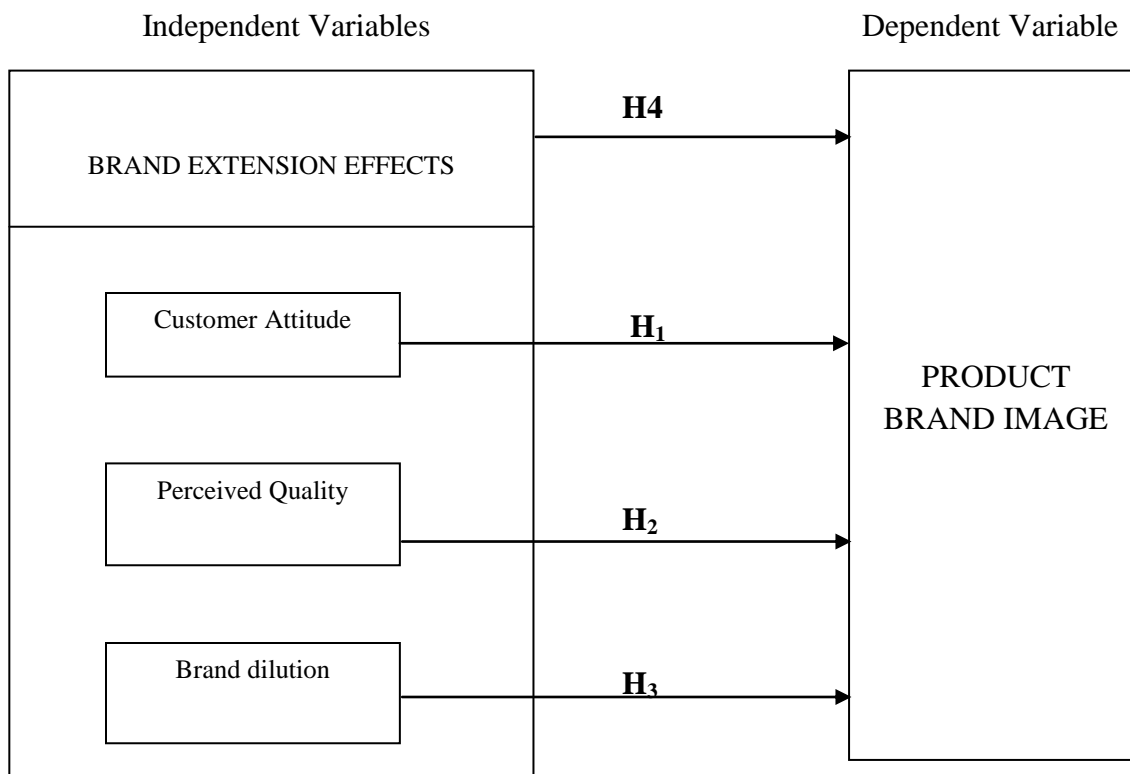 Independent Variables
Dependent Variable
H4
BRAND EXTENSION EFFECTS
Customer Attitude
H₁
PRODUCT
BRAND IMAGE
Perceived Quality
H₂
Brand dilution
H₃